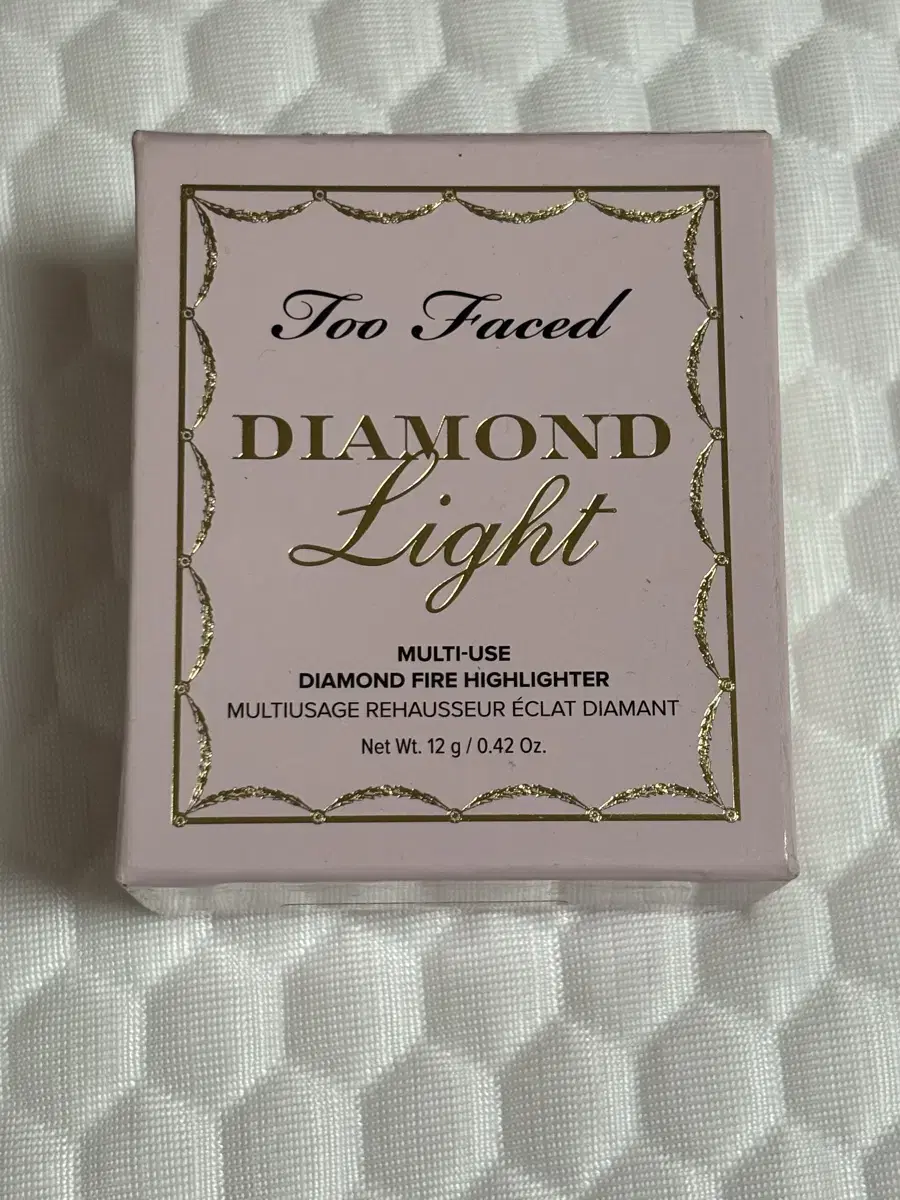 Too Faced
DIAMOND
Light
MULTI-USE
DIAMOND FIRE HIGHLIGHTER
MULTIUSAGE REHAUSSEUR ÉCLAT DIAMANT
Net Wt. 12 g / 0.42 Oz.